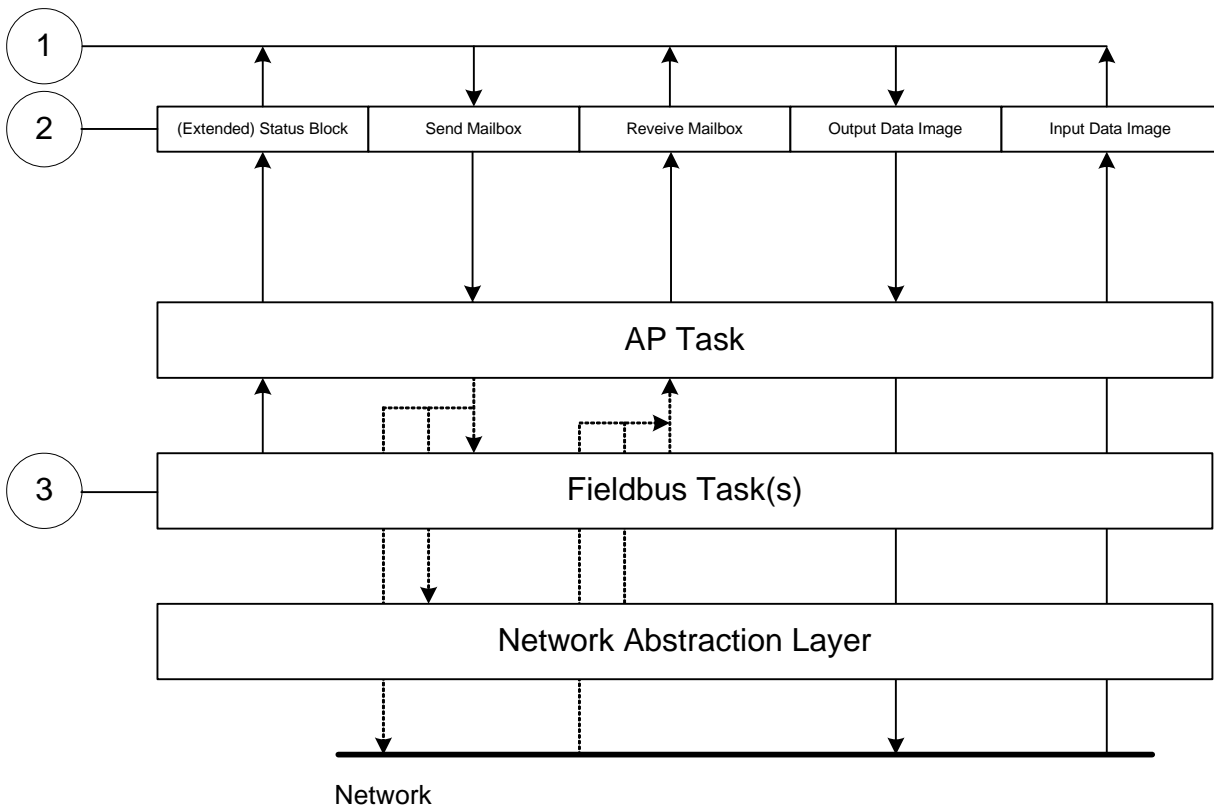 1
2
(Extended) Status Block
Send Mailbox
Reveive Mailbox
Output Data Image
Input Data Image
AP Task
3
Fieldbus Task(s)
Network Abstraction Layer
Network